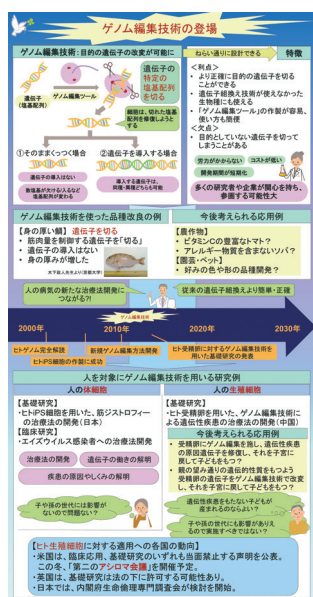 ゲノム編集技術の登場
ゲノム編集技術:目的の遺伝子の改変が可能に
遺伝子の
特定の
塩基配列
を切る
遺伝子
(塩基配列)
ゲノム編集ツール
細胞は、切れた塩基
配列を修復しようと
する
①そのままくっつく場合
②遺伝子を導入する場合
遺伝子の導入はない
数塩基が欠ける/入るなど
塩基配列が変わる
導入する遺伝子は、
同種・異種どちらも可能
ねらい通りに設計できる
特徴
<利点>
・ より正確に目的の遺伝子を切る
ことができる
・ 遺伝子組換え技術が使えなかった
生物種にも使える
・ 「ゲノム編集ツール」の作製が容易、
使い方も簡便
<欠点>
・ 目的としていない遺伝子を切って
しまうことがある
労力がかからない
コストが低い
開発期間が短期化
多くの研究者や企業が関心を持ち、
参画する可能性大
ゲノム編集技術を使った品種改良の例
【身の厚い鯛】遺伝子を切る
・ 筋肉量を制御する遺伝子を「切る」
・ 遺伝子の導入はない
・ 身の厚みが増した
木下政人先生より(京都大学)
今後考えられる応用例
【農作物】
・ ビタミンCの豊富なトマト?
・ アレルギー物質を含まないソバ?
【園芸・ペット】
・ 好みの色や形の品種開発?
人の病気の新たな治療法開発に
つながる?!
従来の遺伝子組換えより簡単・正確
ゲノム編集技術
2000年
2010年
2020年
2030年
ヒトゲノム完全解読
新規ゲノム編集方法開発
ヒトiPS細胞の作製に成功
ヒト受精卵に対するゲノム編集技術を
用いた基礎研究の発表
人を対象にゲノム編集技術を用いる研究例
人の体細胞
【基礎研究】
・ヒトiPS細胞を用いた、筋ジストロフィー
の治療法開発(日本)
【臨床研究】
・エイズウイルス感染者への治療法開発
治療法の開発
遺伝子の働きの解明
疾患の原因やしくみの解明
子や孫の世代には影響が
ないので問題ない?
人の生殖細胞
【基礎研究】
・ヒト受精卵を用いた、ゲノム編集技術に
よる遺伝性疾患の治療法の開発(中国)
今後考えられる応用例
・ 受精卵にゲノム編集を施し、遺伝性疾患
の原因遺伝子を修復し、それを子宮に
戻して子どもをもつ?
・ 親の望み通りの遺伝的性質をもつよう
受精卵の遺伝子をゲノム編集技術で改変
し、それを子宮に戻して子どもをもつ?
遺伝性疾患をもたない子どもが
産まれるのならよい?
子や孫の世代にも影響がありえ
るので実施すべきではない?
【ヒト生殖細胞に対する適用への各国の動向】
・米国は、臨床応用、基礎研究のいずれも当面禁止する声明を公表。
この冬、「第二のアシロマ会議」を開催予定。
・英国は、基礎研究は法の下に許可する可能性あり。
・日本では、内閣府生命倫理専門調査会が検討を開始。